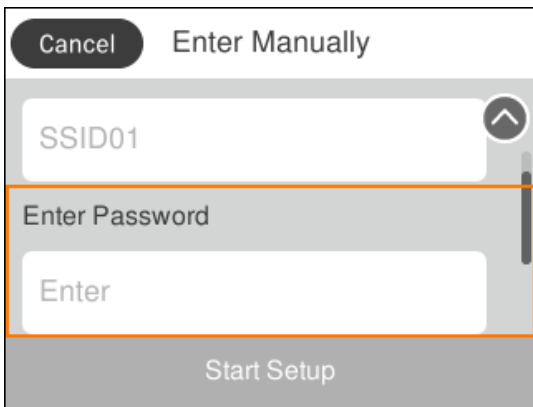 Cancel Enter Manually
SSID01
Enter Password
Enter
Start Setup